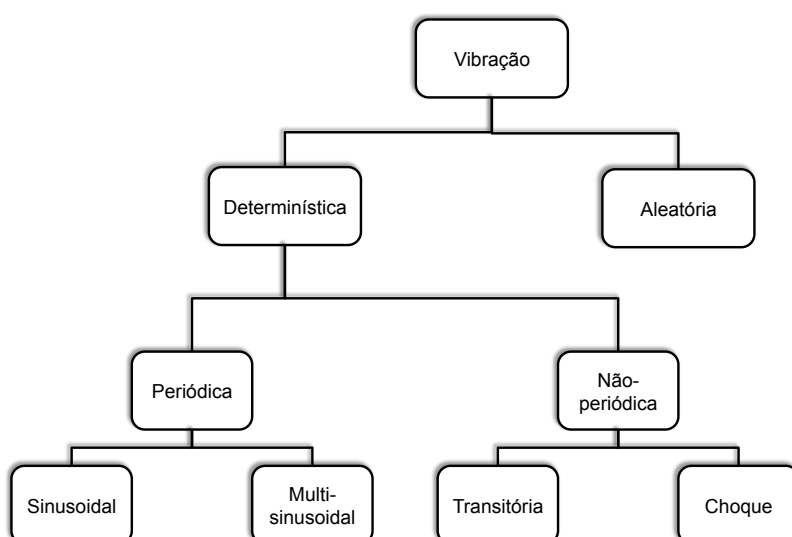 Vibração
Determinística
Aleatória
Periódica
Não-
periódica
Sinusoidal
Multi-
sinusoidal
Transitória
Choque